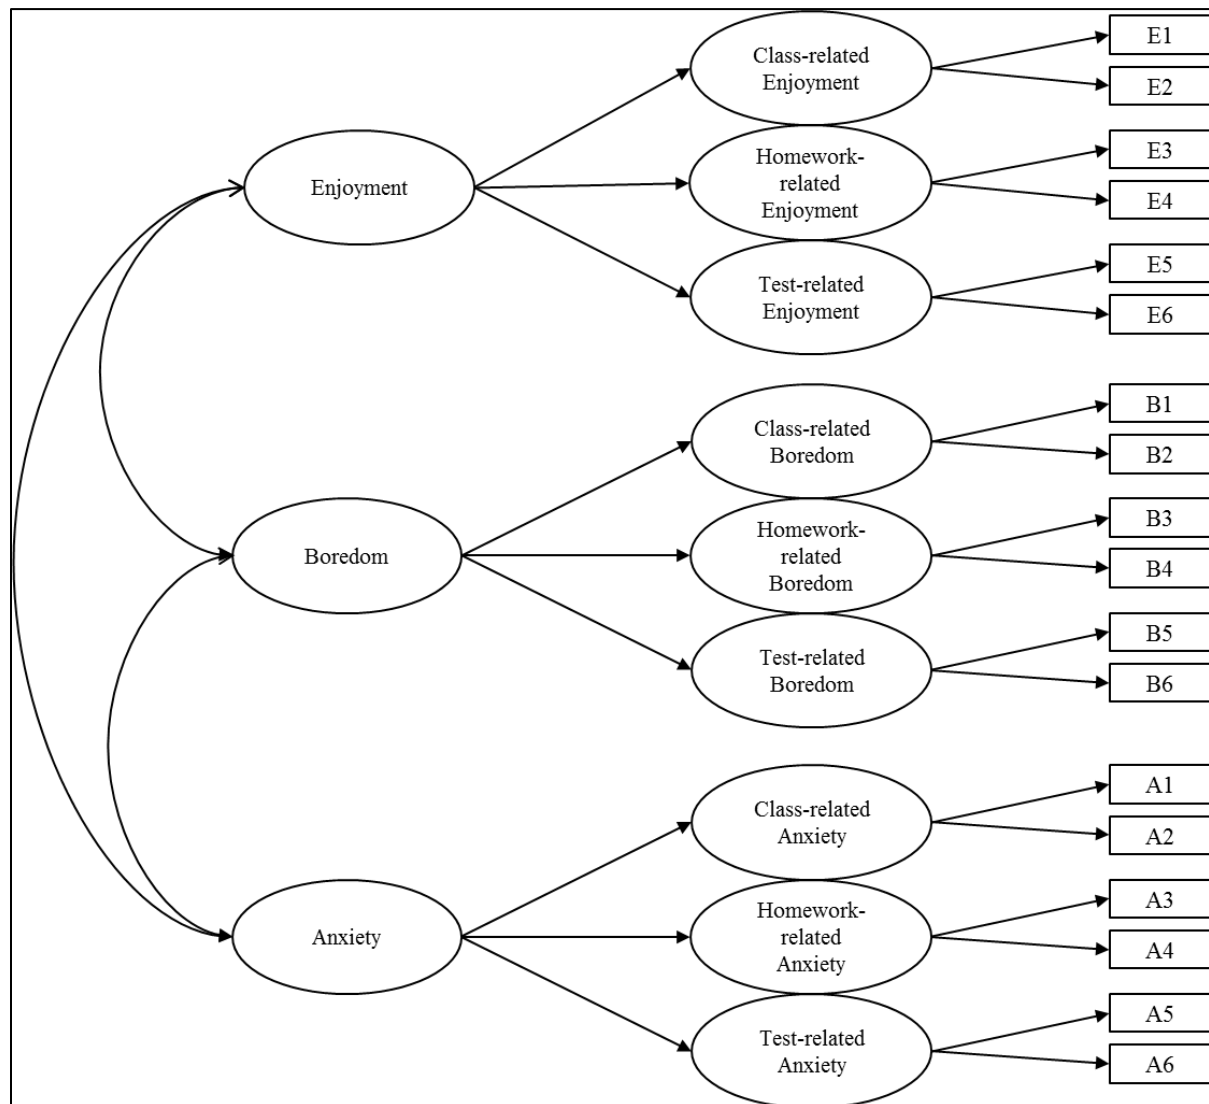 Class-related
Enjoyment
E1
E2
Enjoyment
Homework-
related
Enjoyment
E3
E4
Test-related
Enjoyment
E5
E6
Class-related
Boredom
B1
B2
Boredom
Homework-
related
Boredom
B3
B4
Test-related
Boredom
B5
B6
Class-related
Anxiety
A1
A2
Anxiety
Homework-
related
Anxiety
A3
A4
Test-related
Anxiety
A5
A6